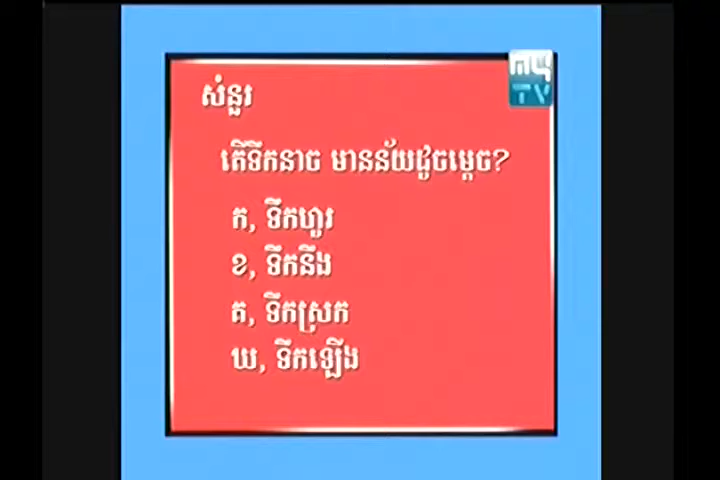 សំនួរ
តើទឹកនាច មានន័យដូចម្ដេច?
ក, ទឹកហូរ
ខ, ទឹកនឹង
គ, ទឹកស្រក
ឃ, ទឹកឡើង
MY
TV